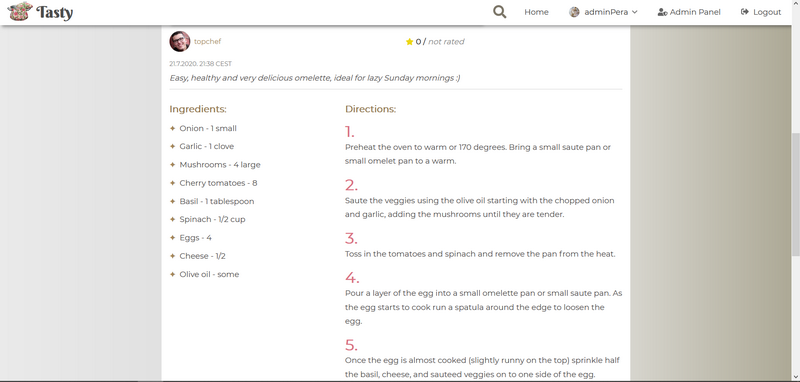 Tasty
Home
adminPera
Admin Panel
Logout
topchef
0 / not rated
21.7.2020. 21:38 CEST
Easy, healthy and very delicious omelette, ideal for lazy Sunday mornings :)
Ingredients:
Onion - 1 small
Garlic - 1 clove
Mushrooms - 4 large
Cherry tomatoes - 8
Basil - 1 tablespoon
Spinach - 1/2 cup
Eggs - 4
Cheese - 1/2
Olive oil - some
Directions:
1.
Preheat the oven to warm or 170 degrees. Bring a small saute pan or
small omelet pan to a warm.
2.
Saute the veggies using the olive oil starting with the chopped onion
and garlic, adding the mushrooms until they are tender.
3.
Toss in the tomatoes and spinach and remove the pan from the heat.
4.
Pour a layer of the egg into a small omelette pan or small saute pan. As
the egg starts to cook run a spatula around the edge to loosen the
egg.
5.
Once the egg is almost cooked (slightly runny on the top) sprinkle half
the basil, cheese, and sauteed veggies on to one side of the egg.